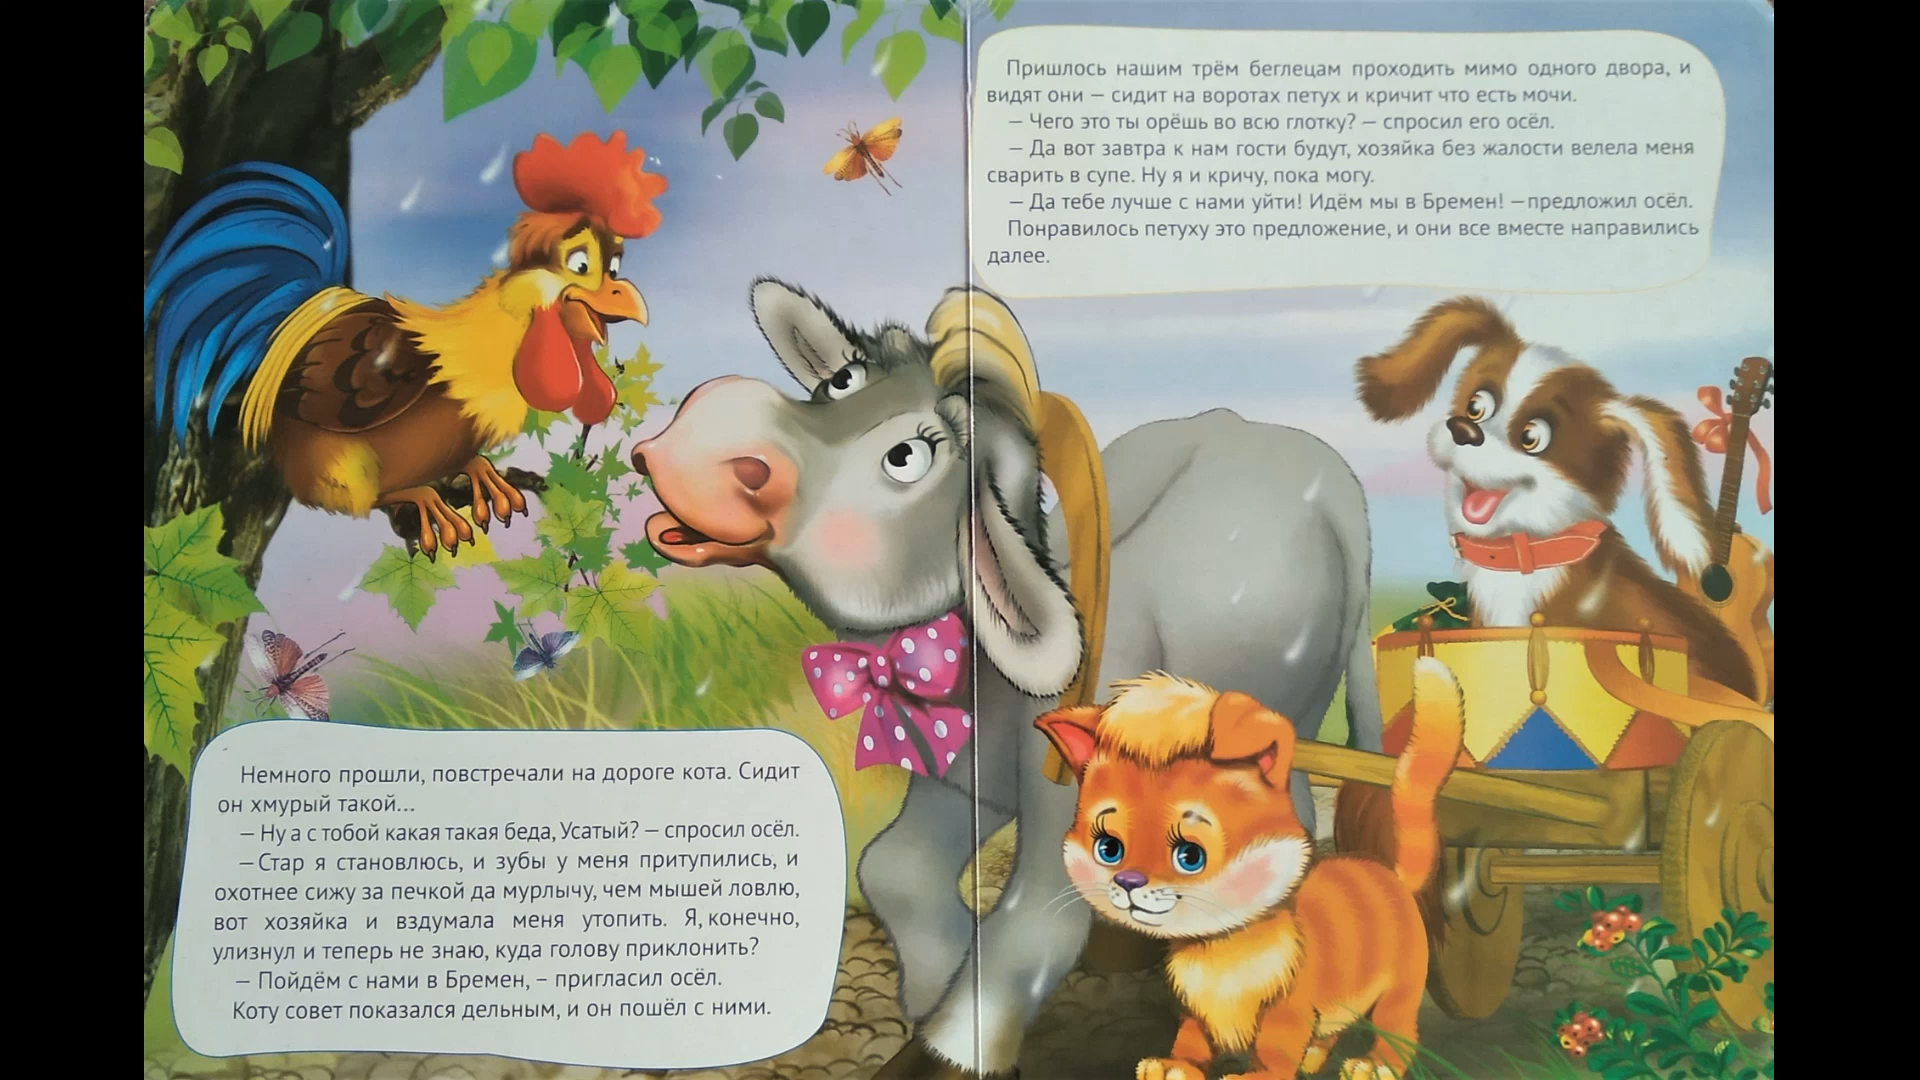 Немного прошли, повстречали на дороге кота. Сидит
он хмурый такой...
— Ну а с тобой какая такая беда, Усатый? — спросил осёл.
— Стар я становлюсь, и зубы у меня притупились, и
охотнее сижу за печкой да мурлычу, чем мышей ловлю,
вот хозяйка и вздумала меня утопить. Я, конечно,
улизнул и теперь не знаю, куда голову приклонить?
— Пойдём с нами в Бремен, – пригласил осёл.
Коту совет показался дельным, и он пошёл с ними.
Пришлось нашим трём беглецам проходить мимо одного двора, и
видят они — сидит на воротах петух и кричит что есть мочи.
— Чего это ты орёшь во всю глотку? — спросил его осёл.
— Да вот завтра к нам гости будут, хозяйка без жалости велела меня
сварить в супе. Ну я и кричу, пока могу.
— Да тебе лучше с нами уйти! Идём мы в Бремен! —предложил осёл.
Понравилось петуху это предложение, и они все вместе направились
далее.